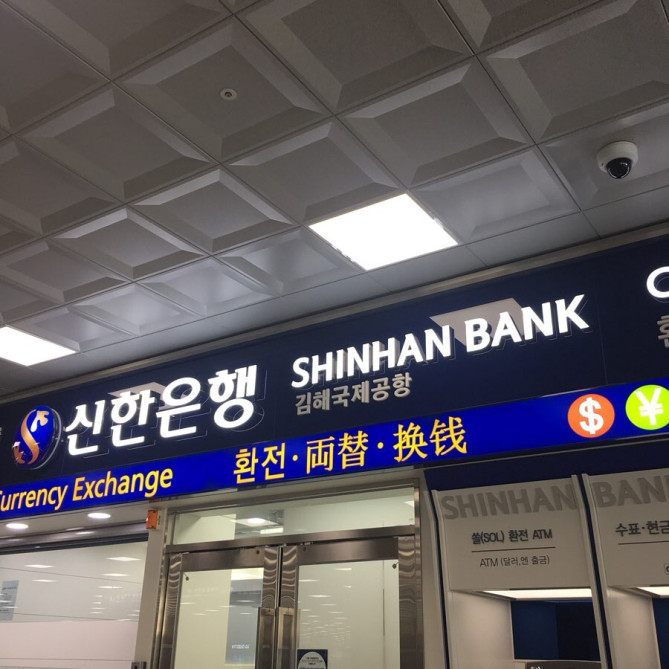 신한은행
SHINHAN BANK
김해국제공항
Currency Exchange
환전·両替·换钱
$
¥
SHINHAN
쏠(SOL) 환전 ATM
ATM (달러,엔 출금)
BANK
수표·현금